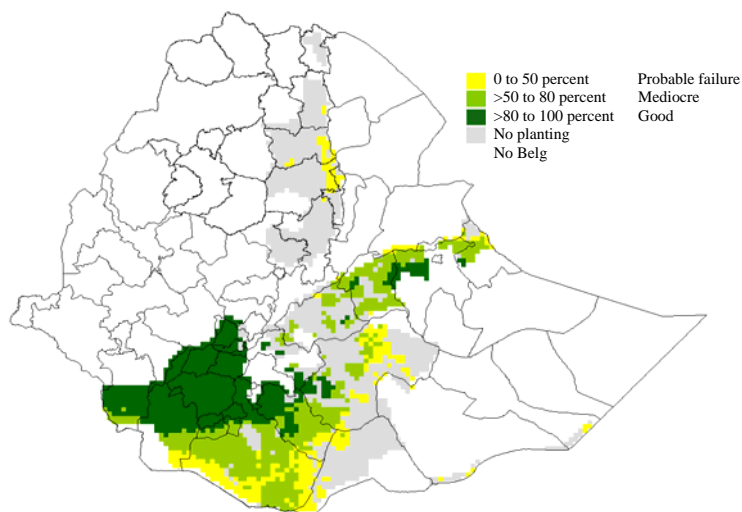 0 to 50 percent Probable failure
>50 to 80 percent Mediocre
>80 to 100 percent Good
No planting
No Belg